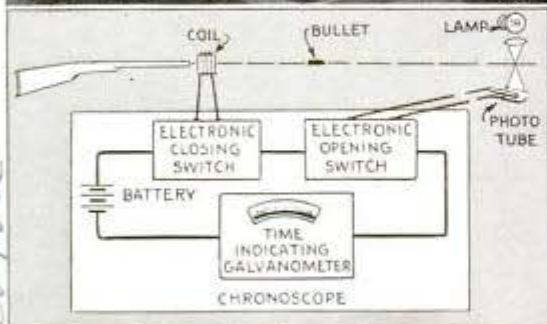 COIL
BULLET
LAMP
PHOTO
TUBE
ELECTRONIC
CLOSING
SWITCH
ELECTRONIC
OPENING
SWITCH
BATTERY
TIME
INDICATING
GALVANOMETER
CHRONOSCOPE